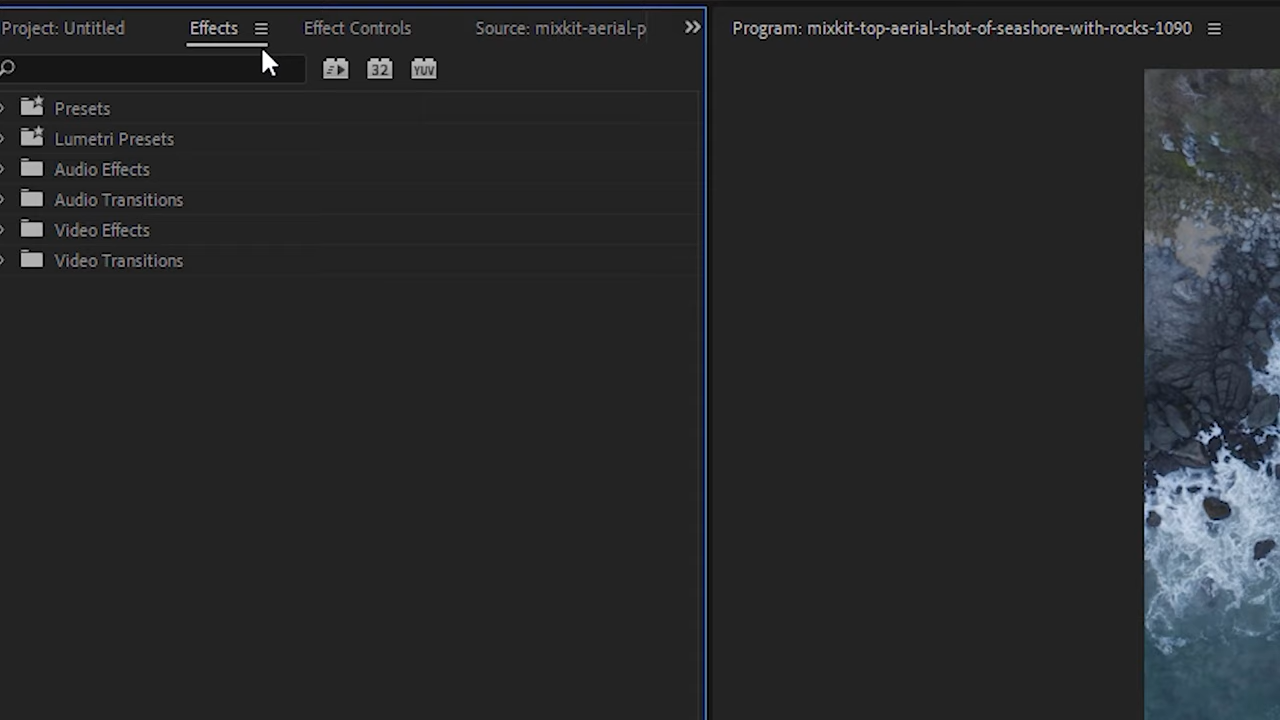 Project: Untitled
Effects
Effect Controls
Source: mixkit-aerial-p
Program: mixkit-top-aerial-shot-of-seashore-with-rocks-1090
32
YUV
Presets
Lumetri Presets
Audio Effects
Audio Transitions
Video Effects
Video Transitions